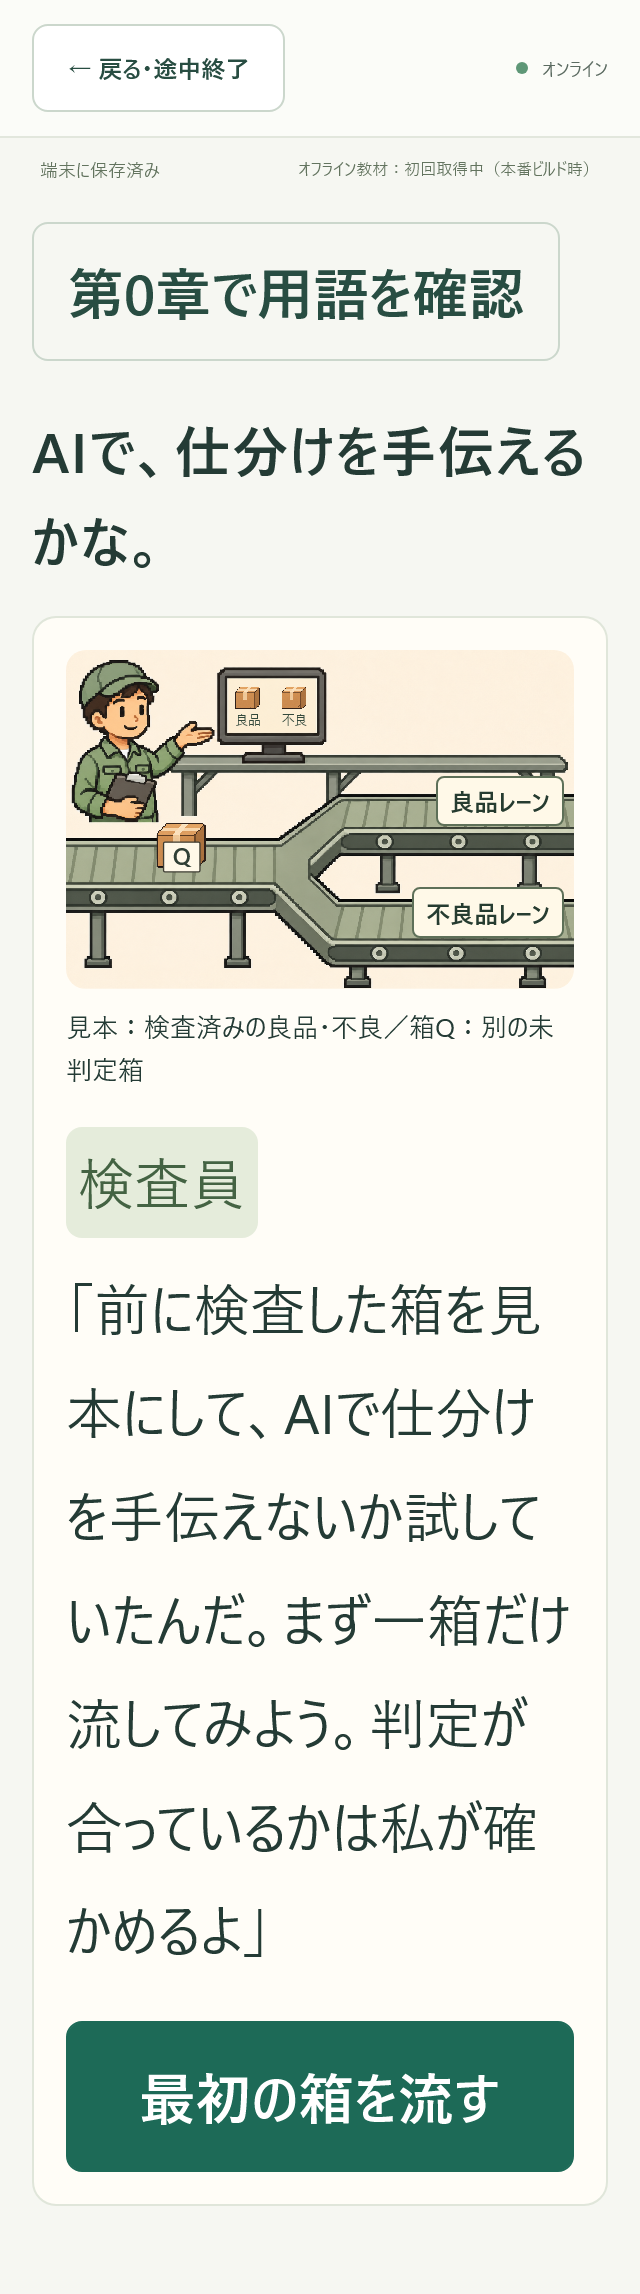 ← 戻る・途中終了
オンライン
端末に保存済み
オフライン教材：初回取得中（本番ビルド時）
第0章で用語を確認
AIで、仕分けを手伝える
かな。
良品
不良
良品レーン
Q
不良品レーン
見本：検査済みの良品・不良／箱Q：別の未
判定箱
検査員
「前に検査した箱を見
本にして、AIで仕分け
を手伝えないか試して
いたんだ。まず一箱だけ
流してみよう。判定が
合っているかは私が確
かめるよ」
最初の箱を流す